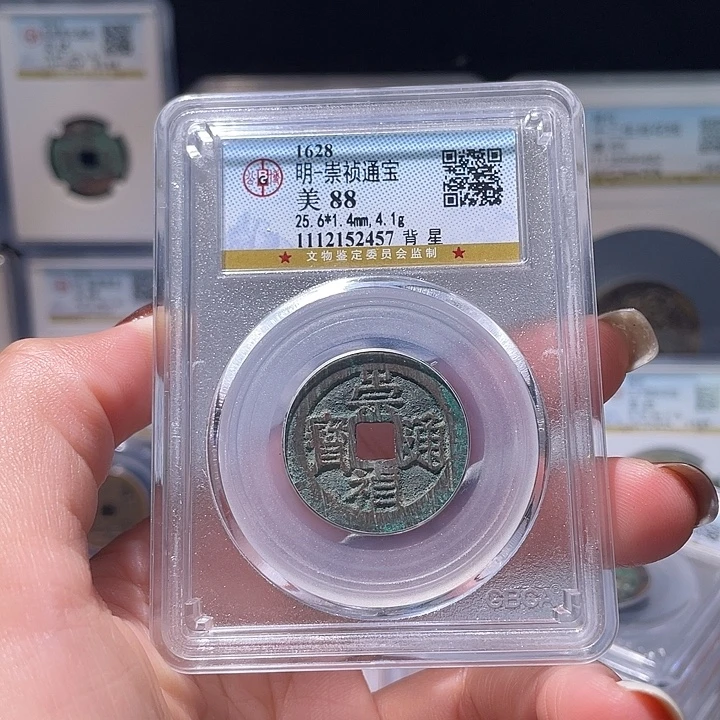 1628
明-崇祯通宝
美 88
25.6*1.4mm,4.1g
1112152457 背 星
★ 文物鉴定委员会监制 ★
崇
寳 通
禎
GBCA